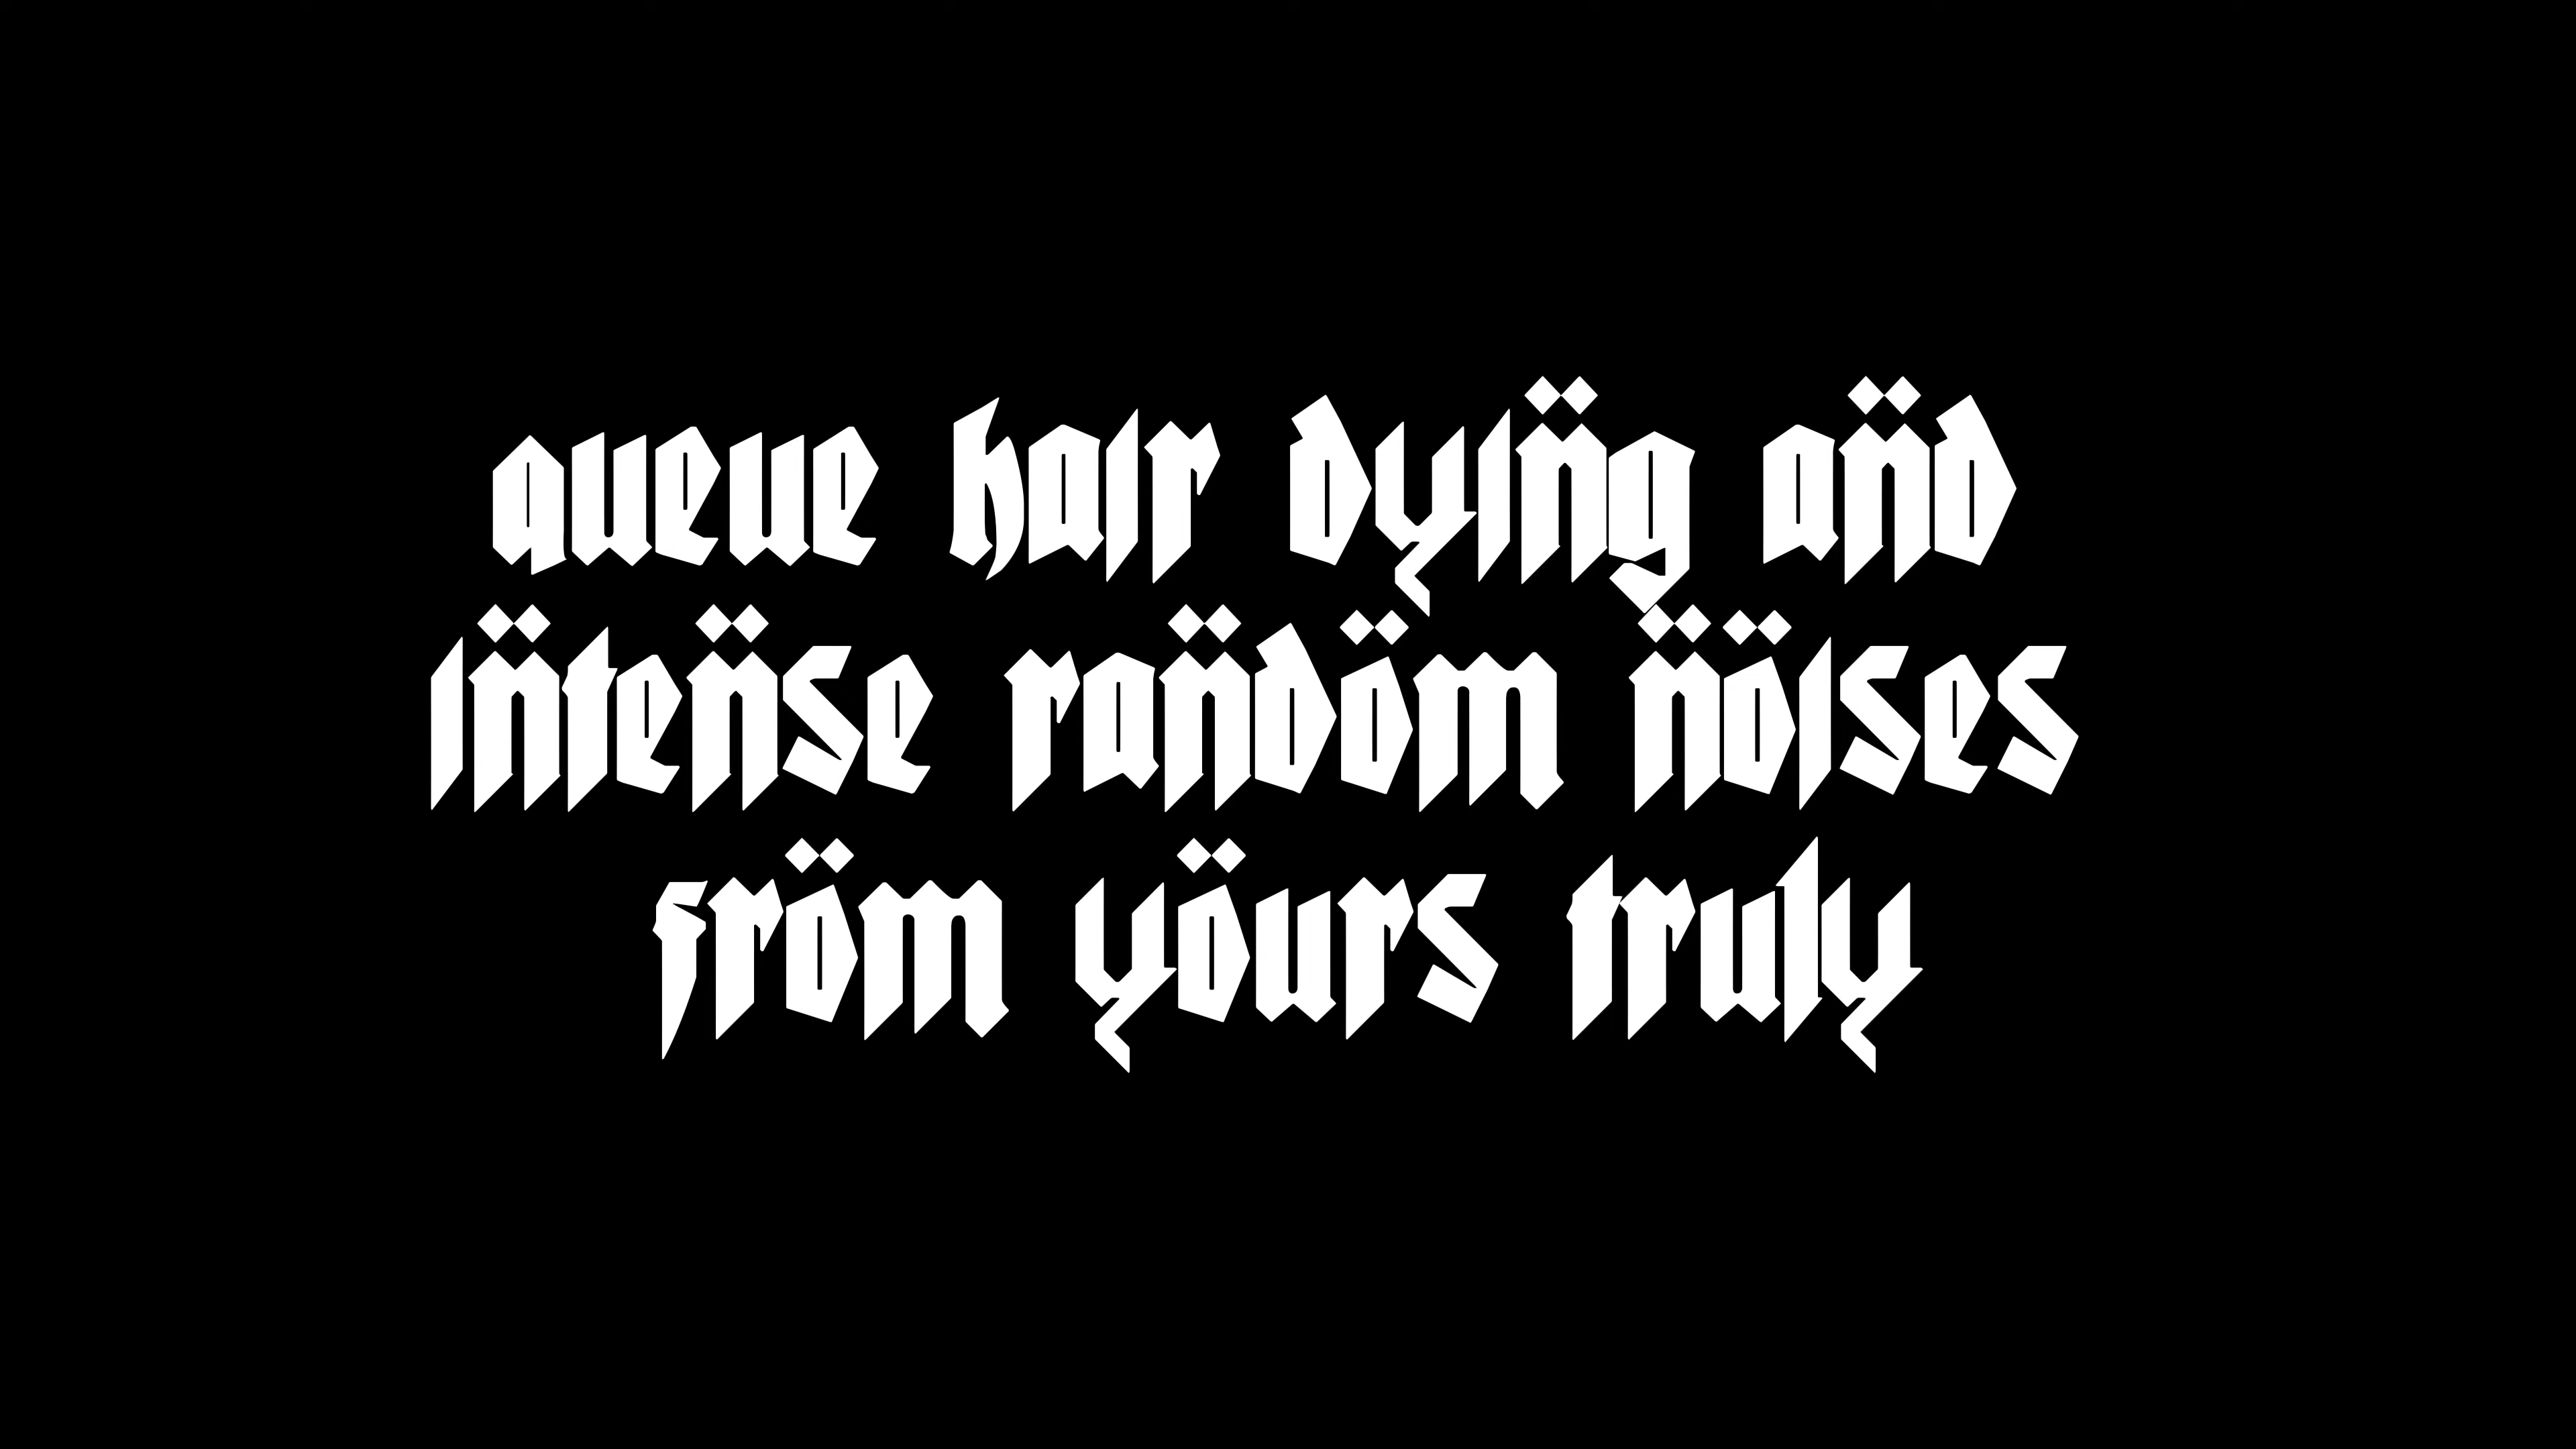 queue hair dyin̈g an̈d
in̈ten̈se ran̈döm n̈öises
fröm yöurs truly